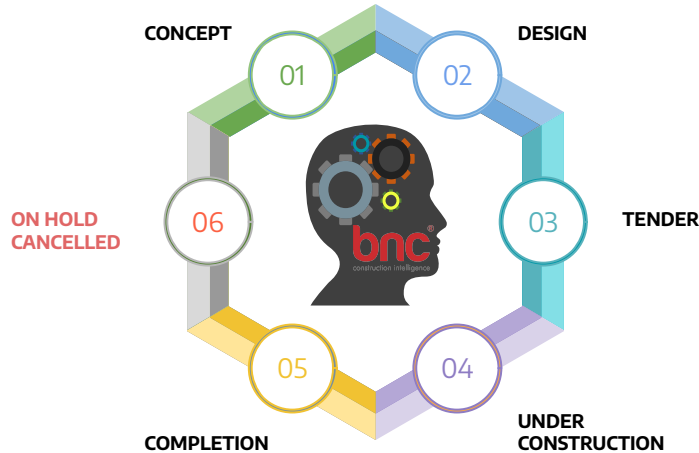 CONCEPT
01
02
DESIGN
03
TENDER
04
UNDER
CONSTRUCTION
05
COMPLETION
06
ON HOLD
CANCELLED
bnc®
construction intelligence